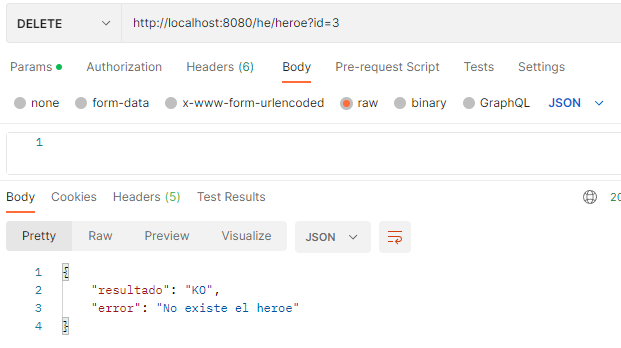 DELETE http://localhost:8080/he/heroe?id=3
Params Authorization Headers (6) Body Pre-request Script Tests Settings
none form-data x-www-form-urlencoded raw binary GraphQL JSON
1
Body Cookies Headers (5) Test Results 20
Pretty Raw Preview Visualize JSON
1 {
2 "resultado": "KO",
3 "error": "No existe el heroe"
4 }